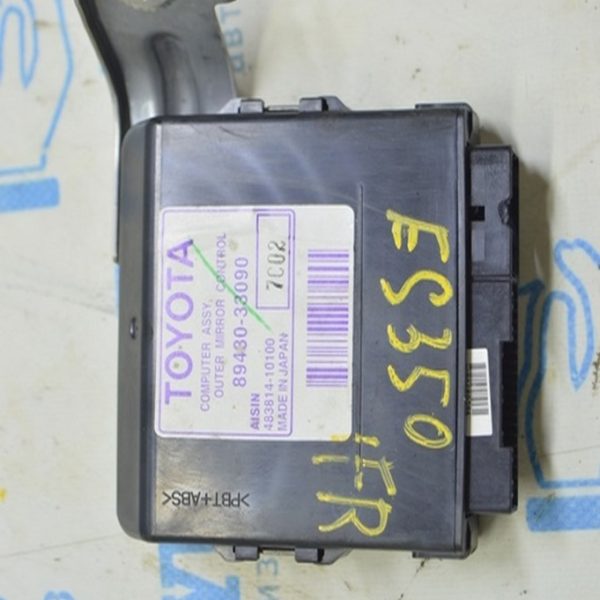 TOYOTA
COMPUTER ASSY,
OUTER MIRROR CONTROL
89430-33090
7C02
AISIN
483814-10100
MADE IN JAPAN
ES350
FR
>PBT+ABS<